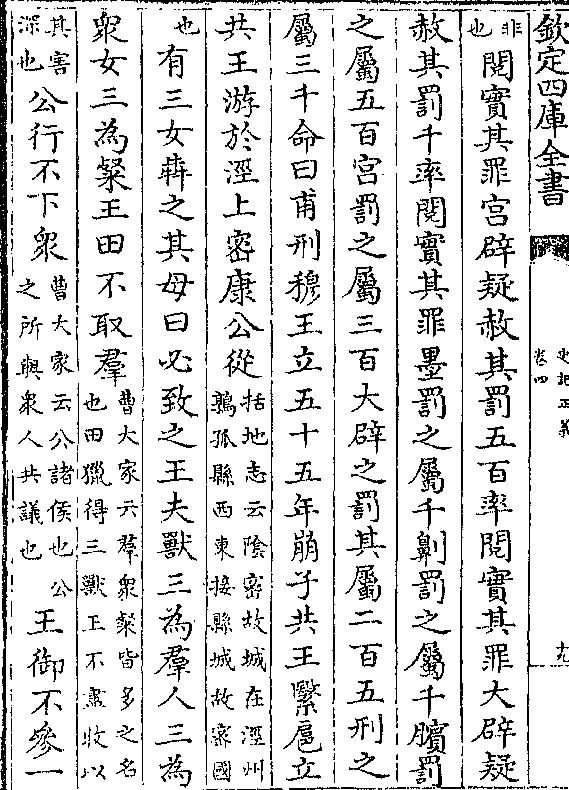 欽定四庫全書
史記正義
卷四
十九
非
也
閱實其罪宮辟疑赦其罰五百率閱實其罪大辟疑
赦其罰千率閱實其罪墨罰之屬千劓罰之屬千臏罰
之屬五百宮罰之屬三百大辟之罰其屬二百五刑之
屬三千命曰甫刑穆王立五十五年崩子共王繄扈立
共王游於涇上密康公從
括地志云陰密故城在涇州
鶉孤縣西東接縣城故密國
也
有三女犇之其母曰必致之王夫獸三為羣人三為
衆女三為粲王田不取羣
曹大家云羣衆粲皆多之名
也田獵得三獸王不盡收以
其害
深也
公行不下衆
曹大家云公諸侯也公
之所與衆人共議也
王御不參一